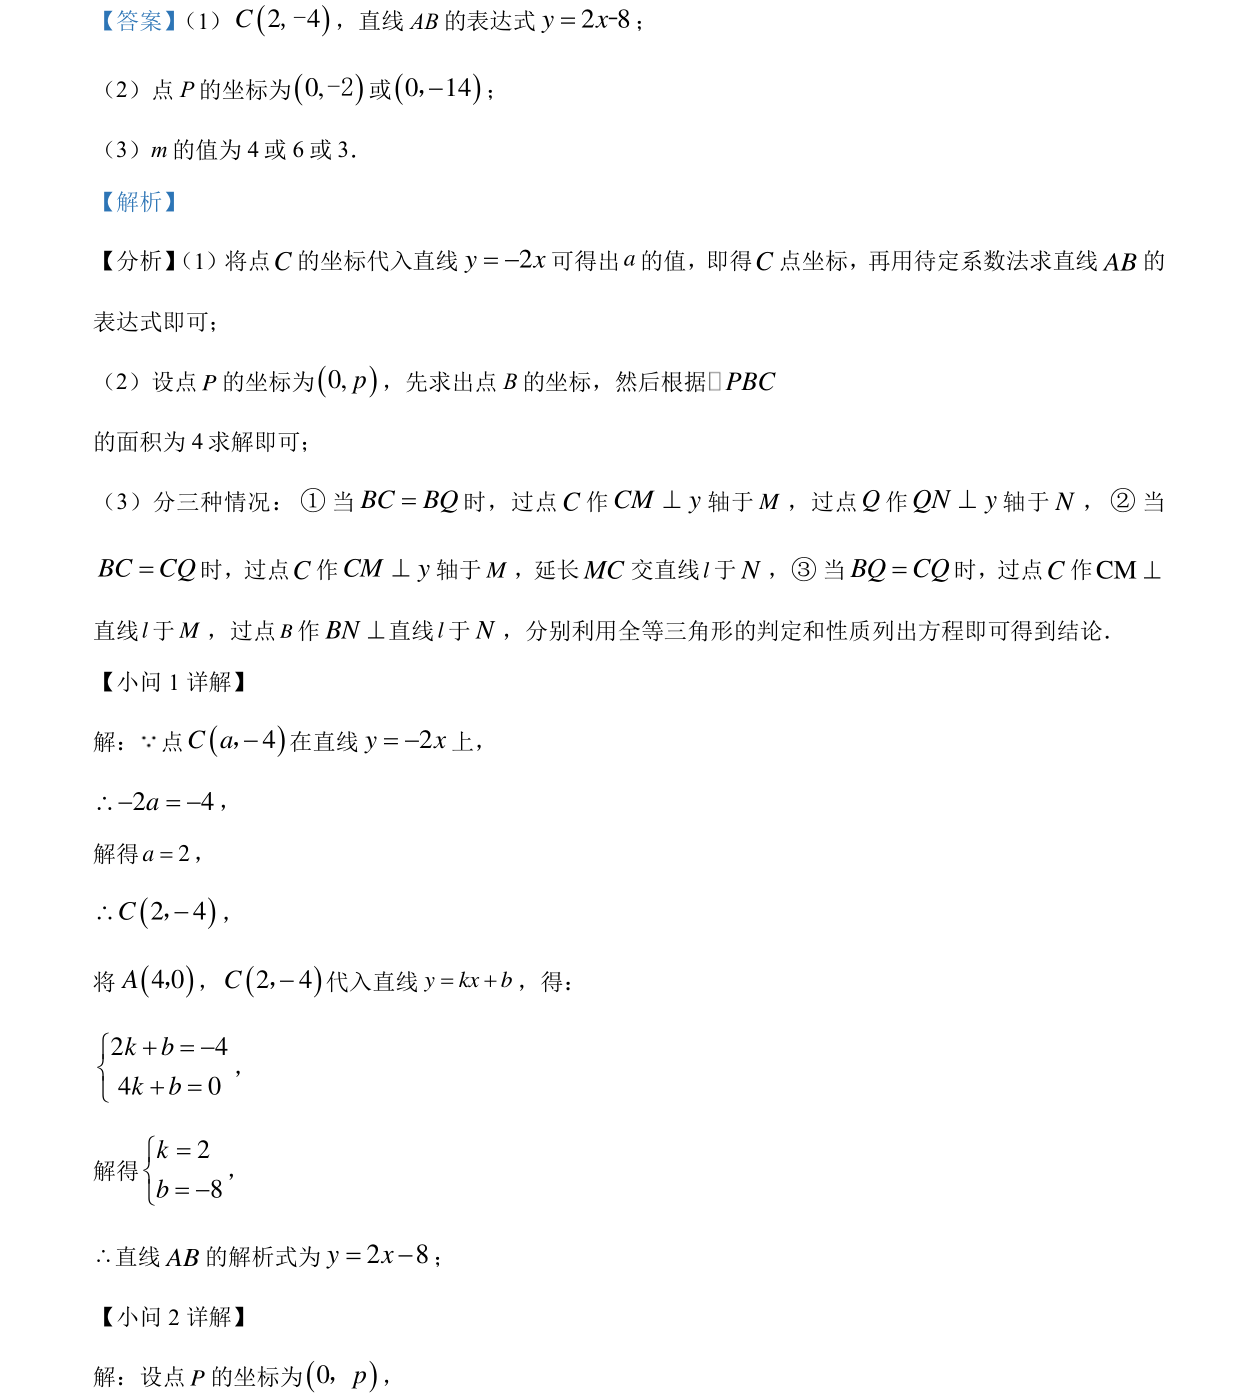 【答案】（1）C(2, -4)，直线 AB 的表达式 y = 2x-8；
（2）点 P 的坐标为(0, -2)或(0，-14)；
（3）m 的值为 4 或 6 或 3．
【解析】
【分析】（1）将点 C 的坐标代入直线 y = -2x 可得出 a 的值，即得 C 点坐标，再用待定系数法求直线 AB 的
表达式即可；
（2）设点 P 的坐标为(0, p)，先求出点 B 的坐标，然后根据□PBC
的面积为 4 求解即可；
（3）分三种情况：① 当 BC = BQ 时，过点 C 作 CM ⊥ y 轴于 M ，过点 Q 作 QN ⊥ y 轴于 N ，② 当
BC = CQ 时，过点 C 作 CM ⊥ y 轴于 M ，延长 MC 交直线 l 于 N ，③ 当 BQ = CQ 时，过点 C 作 CM ⊥
直线 l 于 M ，过点 B 作 BN ⊥直线 l 于 N ，分别利用全等三角形的判定和性质列出方程即可得到结论．
【小问 1 详解】
解：∵点 C(a，-4)在直线 y = -2x 上，
∴-2a = -4，
解得 a = 2，
∴C(2，-4)，
将 A(4，0)，C(2，-4)代入直线 y = kx + b ，得：
{2k + b = -4
4k + b = 0，
解得{k = 2
b = -8，
∴直线 AB 的解析式为 y = 2x - 8；
【小问 2 详解】
解：设点 P 的坐标为(0，p)，